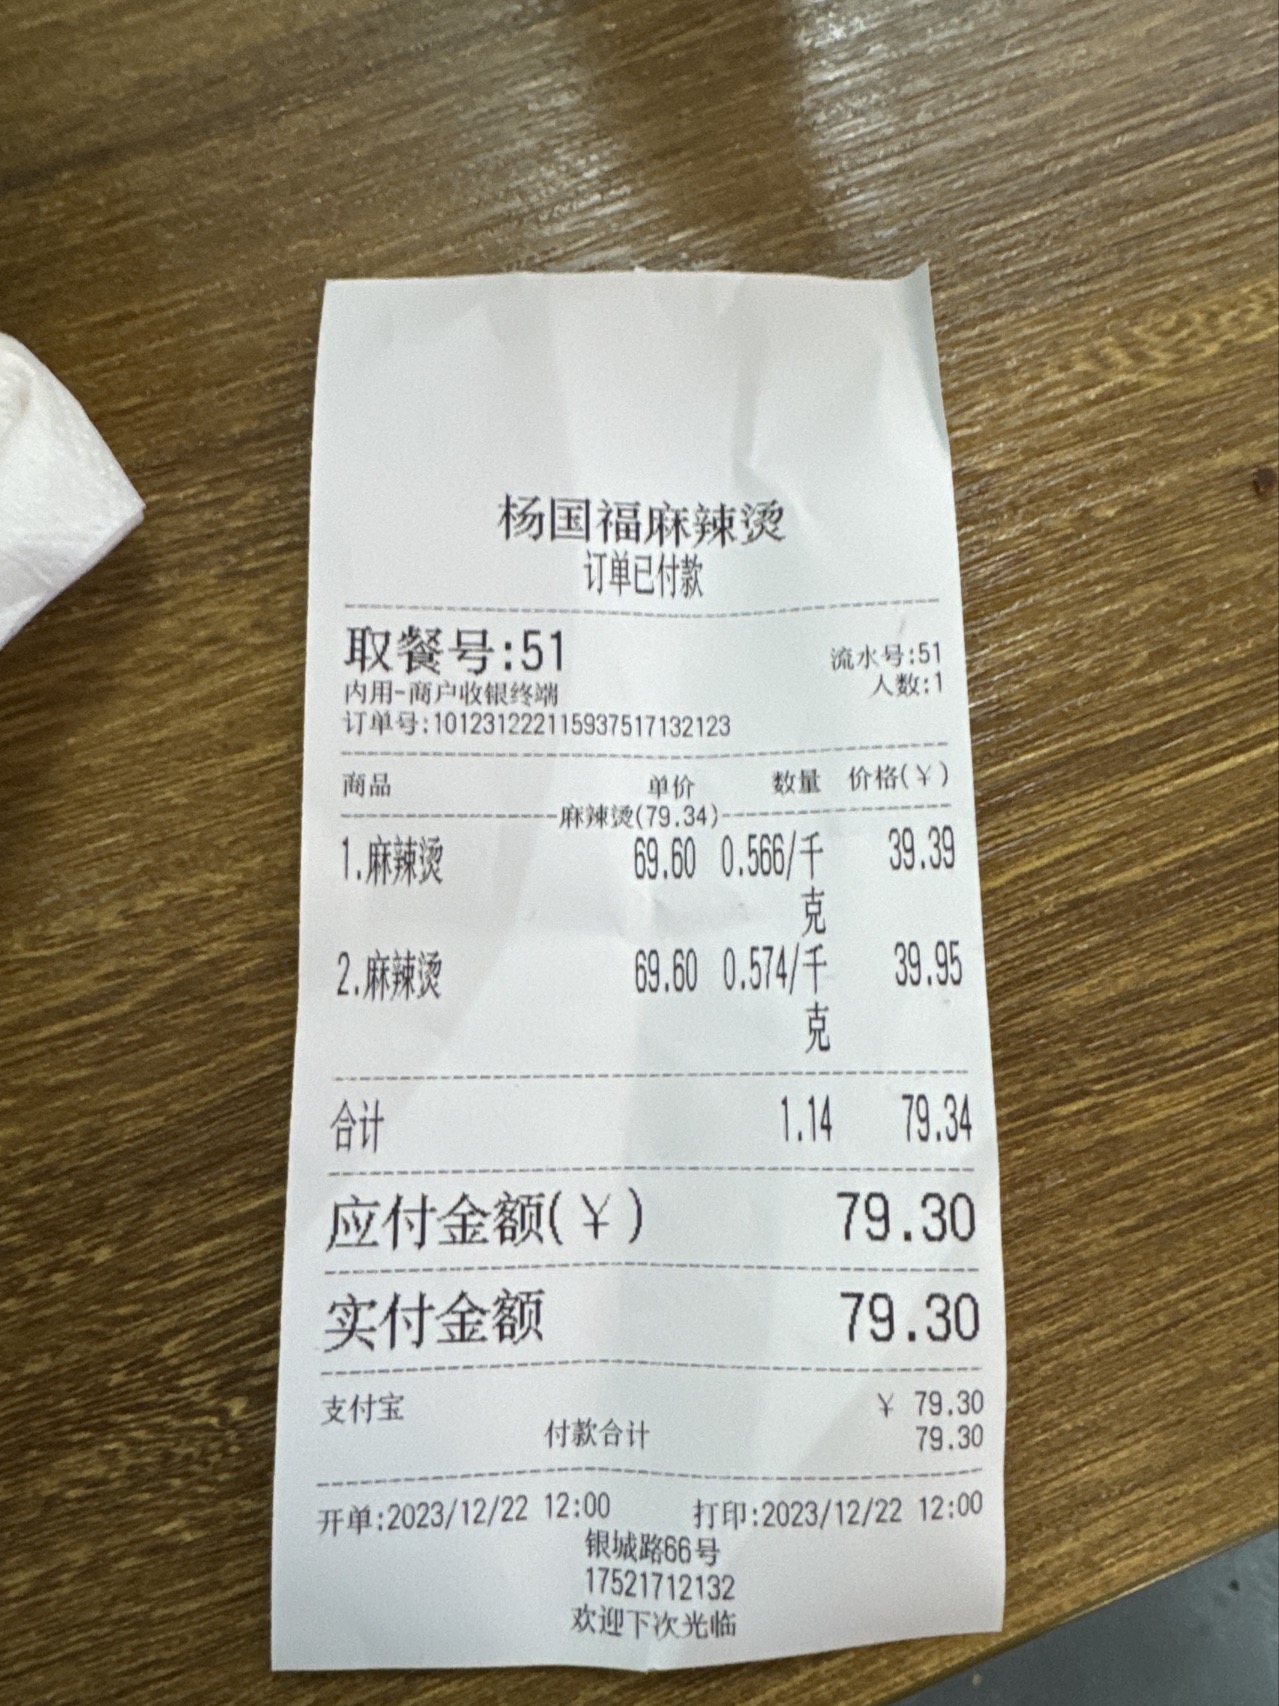 杨国福麻辣烫
订单已付款
取餐号:51 流水号:51
内用-商户收银终端 人数:1
订单号:101231222115937517132123
商品 单价 数量 价格(¥)
麻辣烫(79.34)
1.麻辣烫 69.60 0.566/千 39.39
克
2.麻辣烫 69.60 0.574/千 39.95
克
合计 1.14 79.34
应付金额(¥) 79.30
实付金额 79.30
支付宝 ¥ 79.30
付款合计 79.30
开单:2023/12/22 12:00 打印:2023/12/22 12:00
银城路66号
17521712132
欢迎下次光临